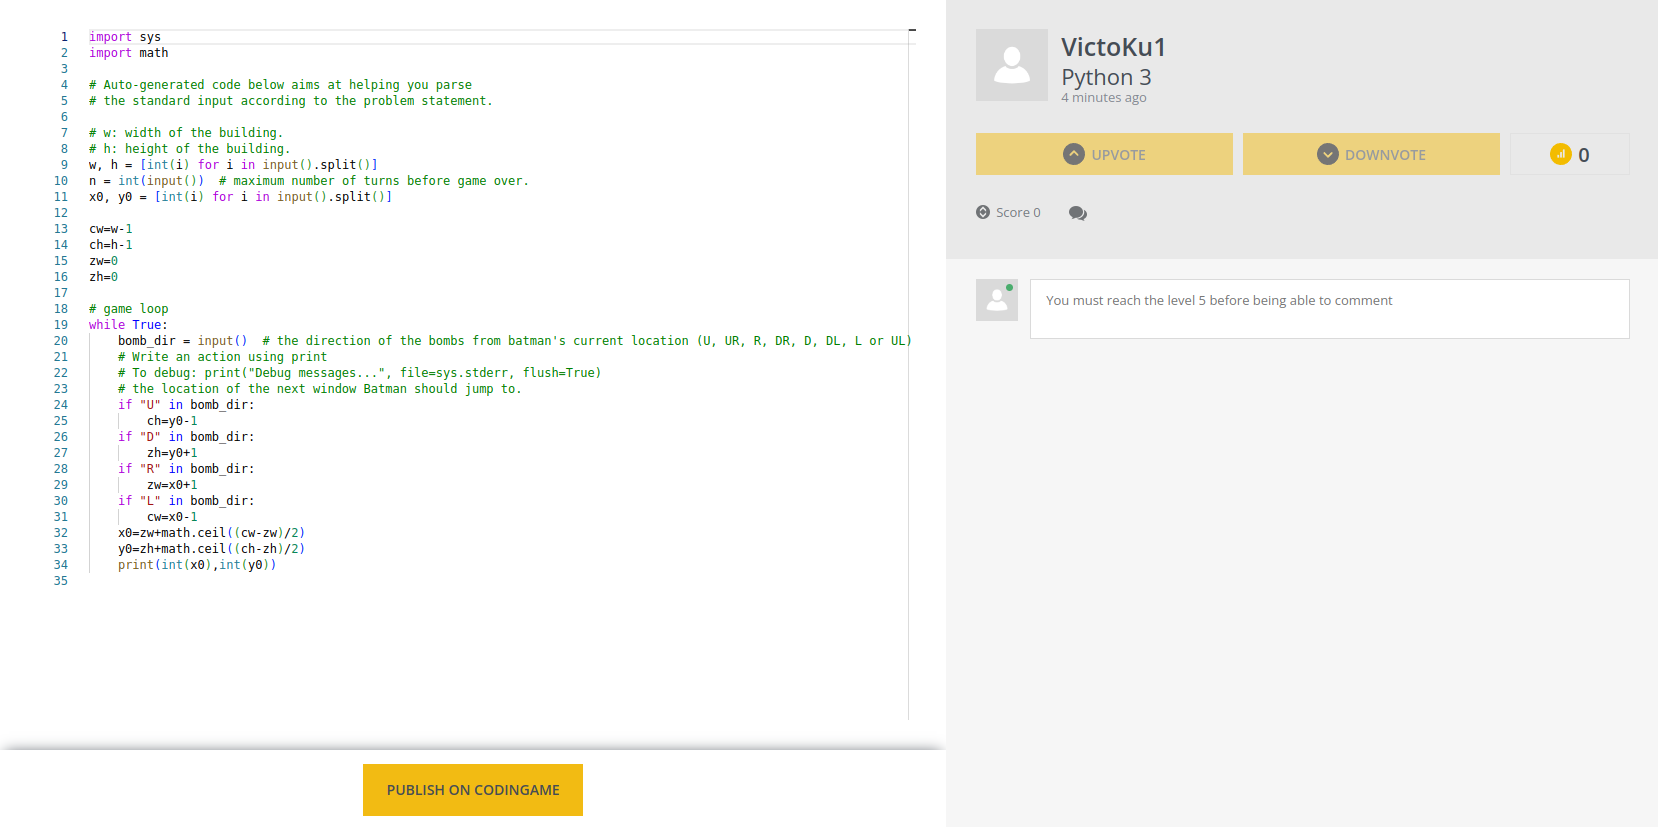 1 import sys
2 import math
3
4 # Auto-generated code below aims at helping you parse
5 # the standard input according to the problem statement.
6
7 # w: width of the building.
8 # h: height of the building.
9 w, h = [int(i) for i in input().split()]
10 n = int(input())  # maximum number of turns before game over.
11 x0, y0 = [int(i) for i in input().split()]
12
13 cw=w-1
14 ch=h-1
15 zw=0
16 zh=0
17
18 # game loop
19 while True:
20     bomb_dir = input()  # the direction of the bombs from batman's current location (U, UR, R, DR, D, DL, L or UL)
21     # Write an action using print
22     # To debug: print("Debug messages...", file=sys.stderr, flush=True)
23     # the location of the next window Batman should jump to.
24     if "U" in bomb_dir:
25         ch=y0-1
26     if "D" in bomb_dir:
27         zh=y0+1
28     if "R" in bomb_dir:
29         zw=x0+1
30     if "L" in bomb_dir:
31         cw=x0-1
32     x0=zw+math.ceil((cw-zw)/2)
33     y0=zh+math.ceil((ch-zh)/2)
34     print(int(x0),int(y0))
35
PUBLISH ON CODINGAME
VictoKu1
Python 3
4 minutes ago
UPVOTE
DOWNVOTE
0
Score 0
You must reach the level 5 before being able to comment